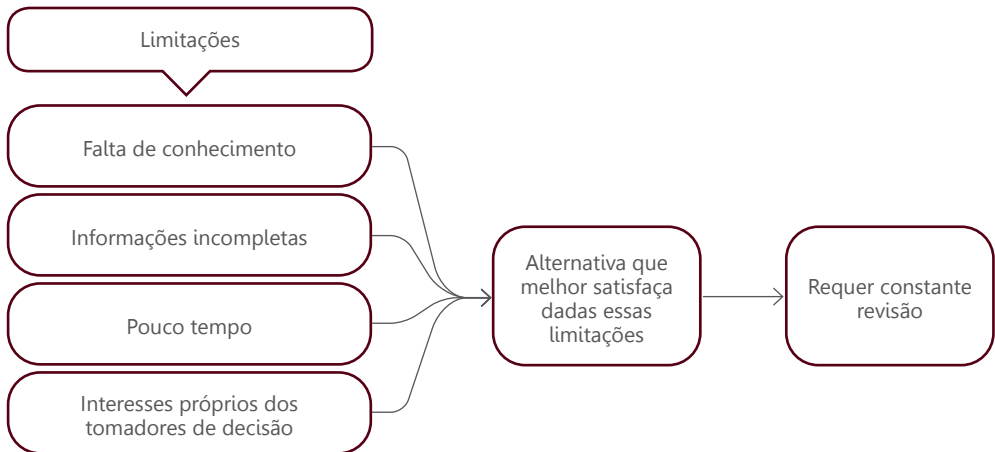 Limitações
Falta de conhecimento
Informações incompletas
Pouco tempo
Interesses próprios dos
tomadores de decisão
Alternativa que
melhor satisfaça
dadas essas
limitações
Requer constante
revisão